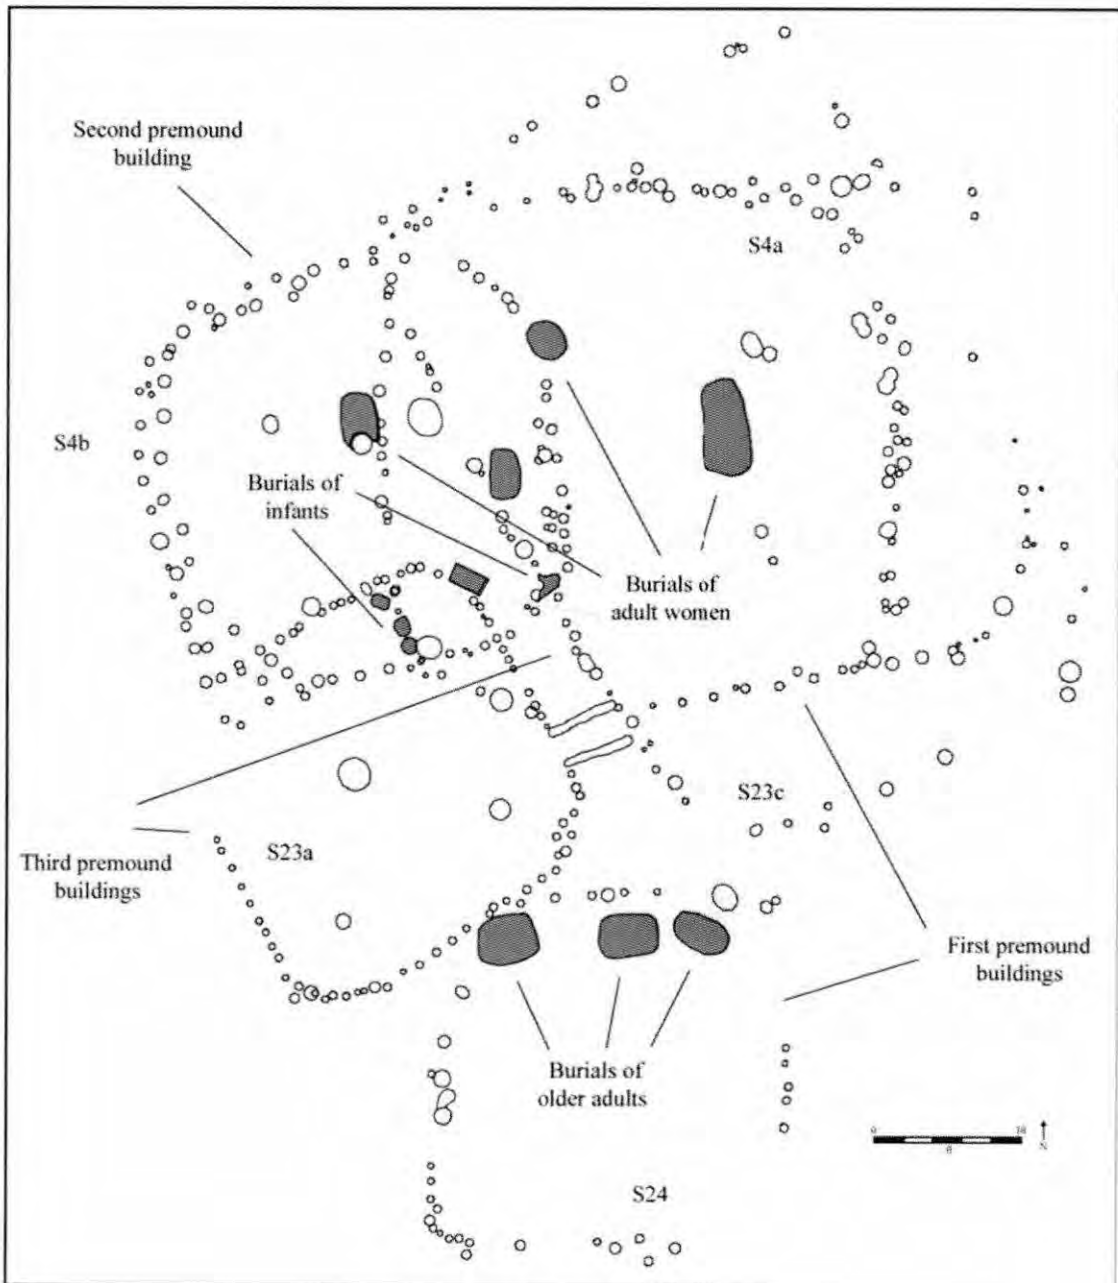 Second premound
building
S4a
S4b
Burials of
infants
Burials of
adult women
S23c
S23a
Third premound
buildings
First premound
buildings
Burials of
older adults
0 10
N
S24